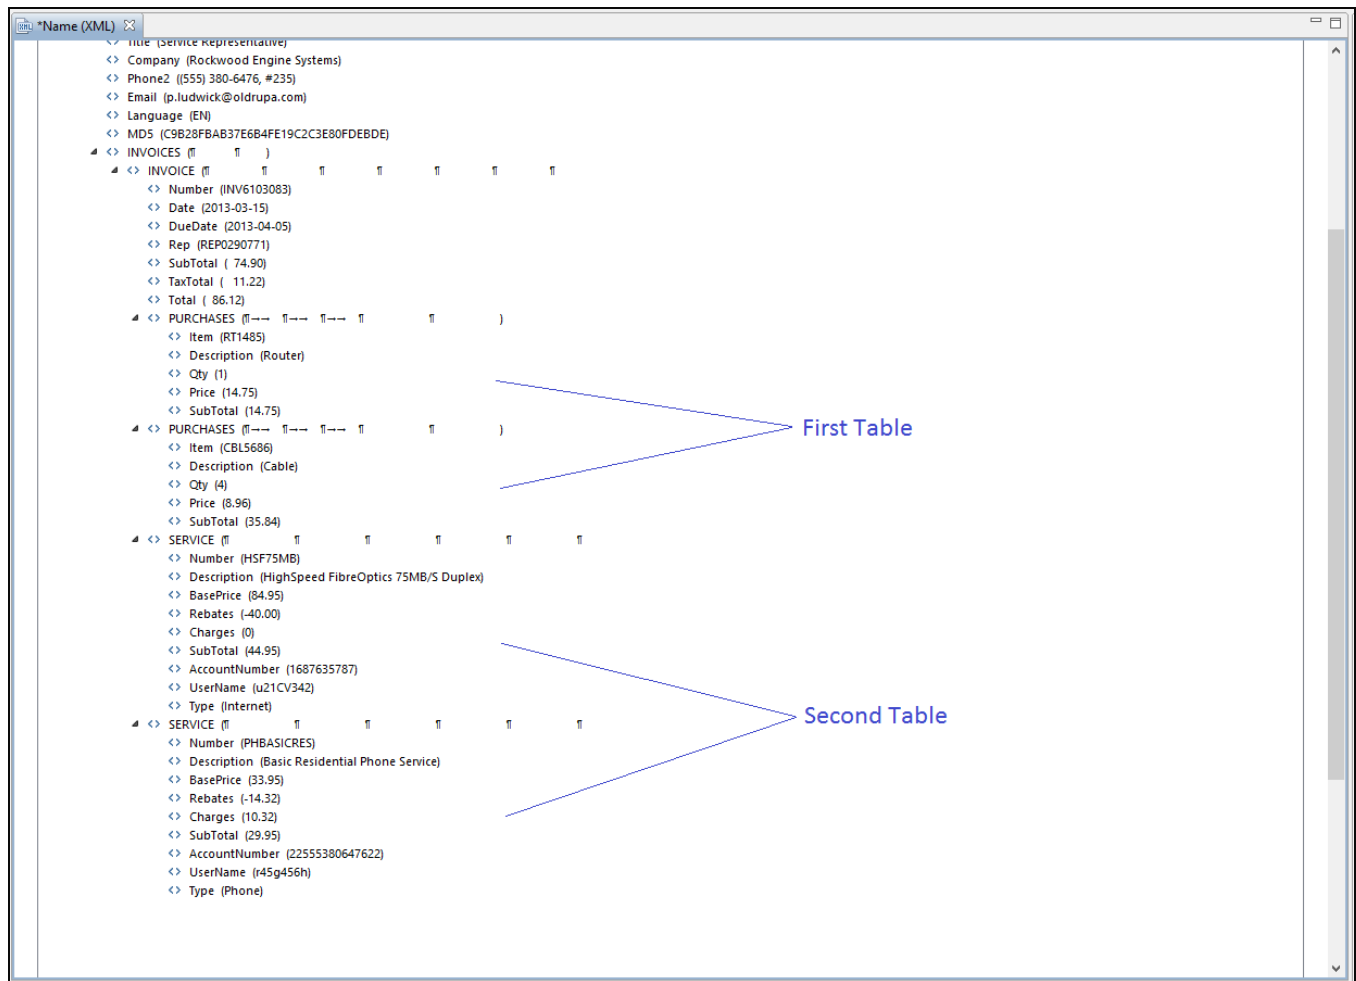 *Name (XML)
Title (Service Representative)
Company (Rockwood Engine Systems)
Phone2 ((555) 380-6476, #235)
Email (p.ludwick@oldrupa.com)
Language (EN)
MD5 (C9B28FBAB37E6B4FE19C2C3E80FDEBDE)
INVOICES (¶ ¶ )
INVOICE (¶ ¶ ¶ ¶ ¶ ¶ ¶
Number (INV6103083)
Date (2013-03-15)
DueDate (2013-04-05)
Rep (REP0290771)
SubTotal ( 74.90)
TaxTotal ( 11.22)
Total ( 86.12)
PURCHASES (¶→→ ¶→→ ¶→→ ¶ ¶ )
Item (RT1485)
Description (Router)
Qty (1)
Price (14.75)
SubTotal (14.75)
PURCHASES (¶→→ ¶→→ ¶→→ ¶ ¶ )
First Table
Item (CBL5686)
Description (Cable)
Qty (4)
Price (8.96)
SubTotal (35.84)
SERVICE (¶ ¶ ¶ ¶ ¶ ¶
Number (HSF75MB)
Description (HighSpeed FibreOptics 75MB/S Duplex)
BasePrice (84.95)
Rebates (-40.00)
Charges (0)
SubTotal (44.95)
AccountNumber (1687635787)
UserName (u21CV342)
Type (Internet)
Second Table
SERVICE (¶ ¶ ¶ ¶ ¶ ¶
Number (PHBASICRES)
Description (Basic Residential Phone Service)
BasePrice (33.95)
Rebates (-14.32)
Charges (10.32)
SubTotal (29.95)
AccountNumber (22555380647622)
UserName (r45g456h)
Type (Phone)